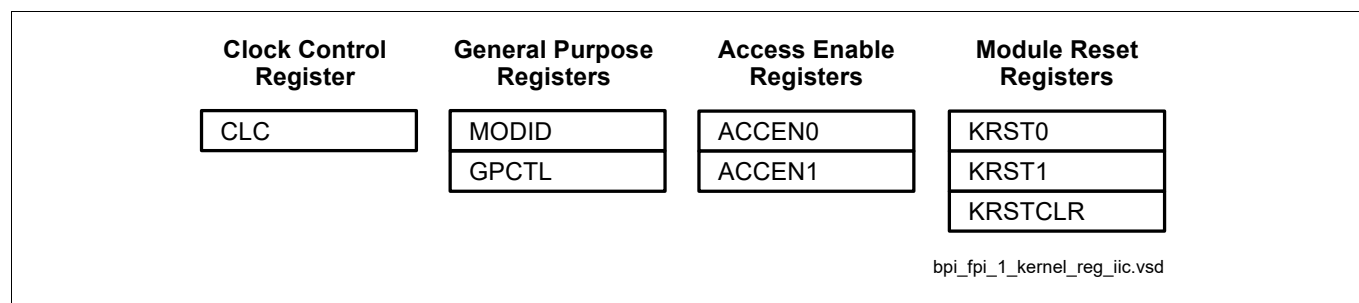 Clock Control
Register
General Purpose
Registers
Access Enable
Registers
Module Reset
Registers
CLC
MODID
GPCTL
ACCEN0
ACCEN1
KRST0
KRST1
KRSTCLR
bpi_fpi_1_kernel_reg_iic.vsd